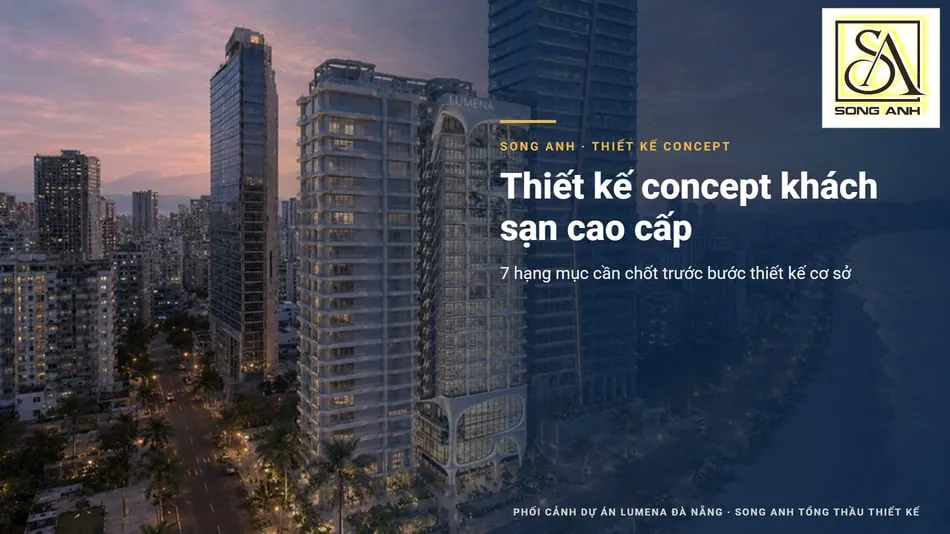 SA
SONG ANH
LUMENA
SONG ANH · THIẾT KẾ CONCEPT
Thiết kế concept khách
sạn cao cấp
7 hạng mục cần chốt trước bước thiết kế cơ sở
PHỐI CẢNH DỰ ÁN LUMENA ĐÀ NẴNG · SONG ANH TỔNG THẦU THIẾT KẾ